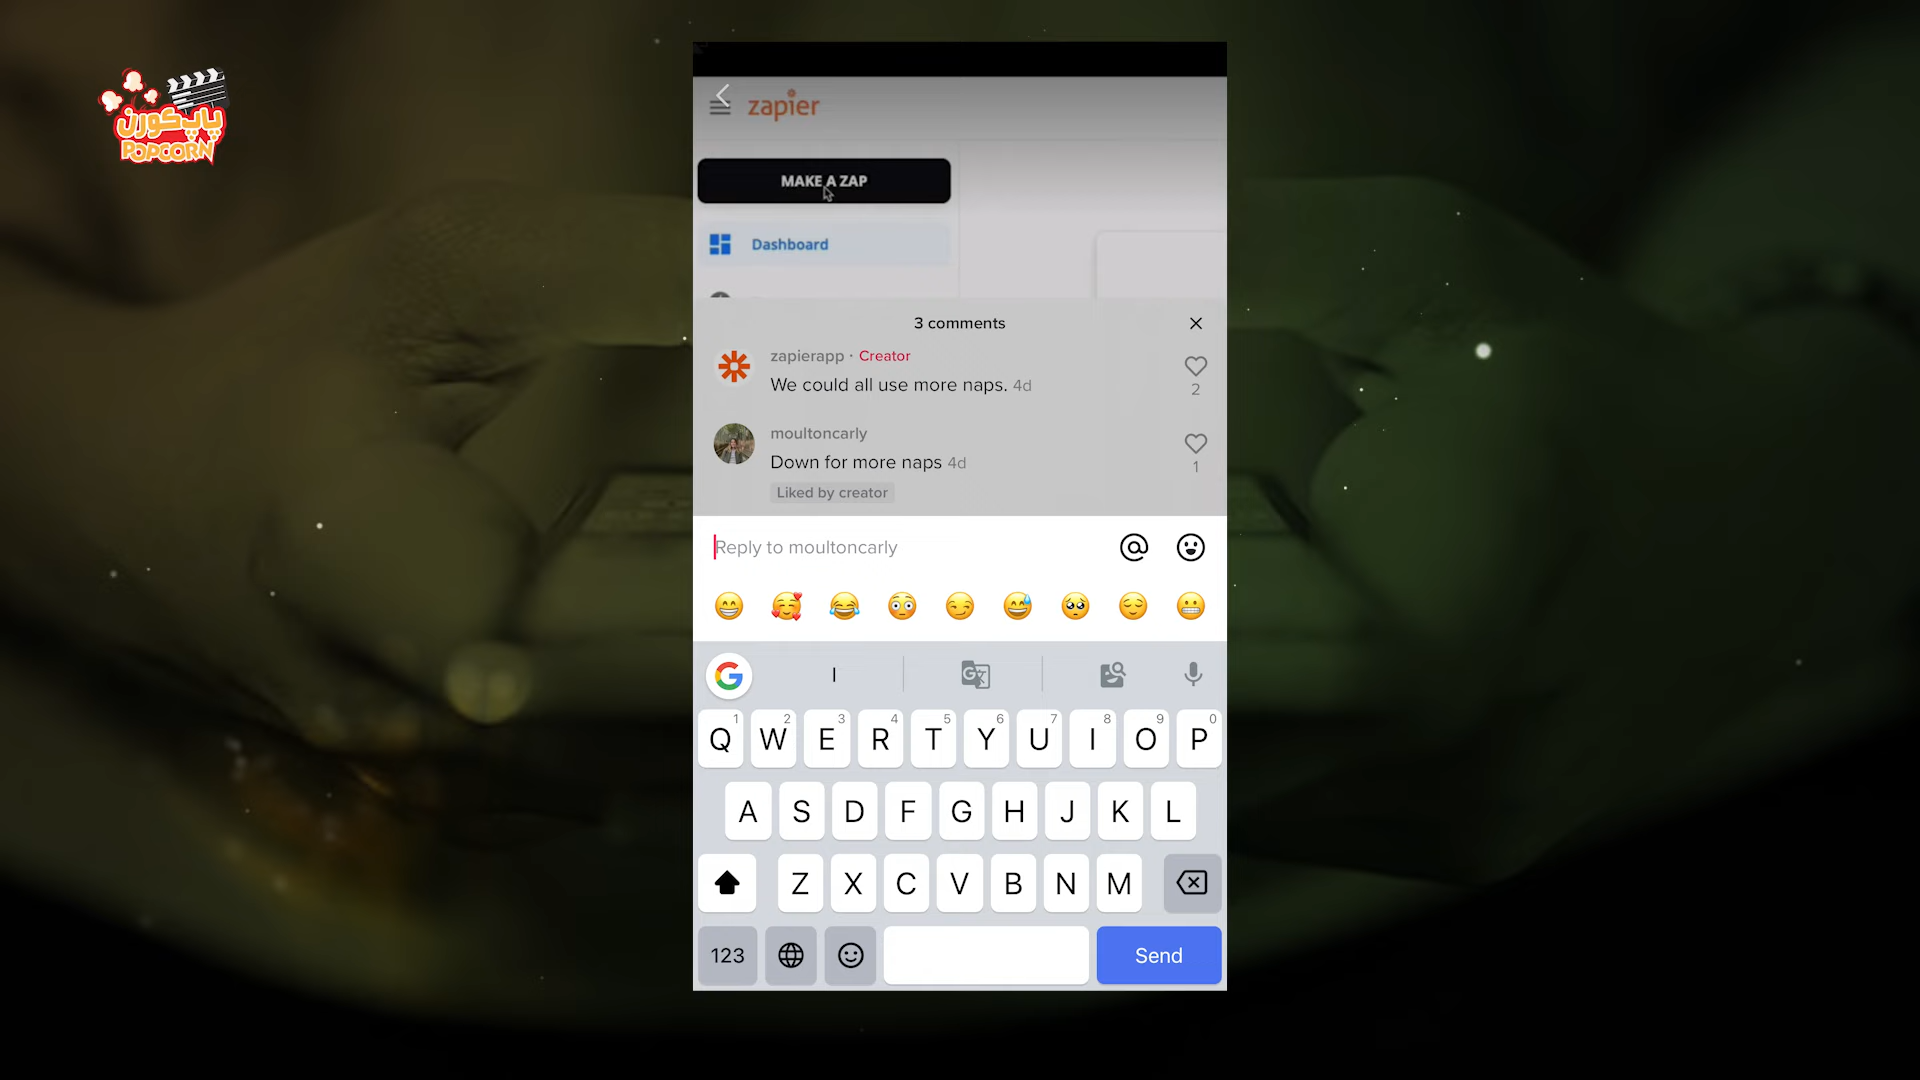 پاپکورن
POPCORN
zapier
MAKE A ZAP
Dashboard
3 comments
zapierapp · Creator
We could all use more naps. 4d
2
moultoncarly
Down for more naps 4d
1
Liked by creator
Reply to moultoncarly
I
1 2 3 4 5 6 7 8 9 0
Q W E R T Y U I O P
A S D F G H J K L
Z X C V B N M
123
Send